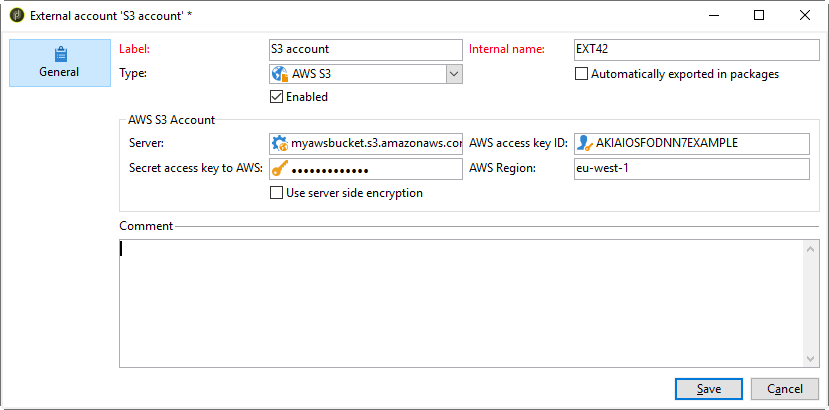 External account 'S3 account' *
General
Label: S3 account Internal name: EXT42
Type: AWS S3 Automatically exported in packages
Enabled
AWS S3 Account
Server: myawsbucket.s3.amazonaws.con AWS access key ID: AKIAIOSFODNN7EXAMPLE
Secret access key to AWS: ••••••••••••• AWS Region: eu-west-1
Use server side encryption
Comment
Save Cancel